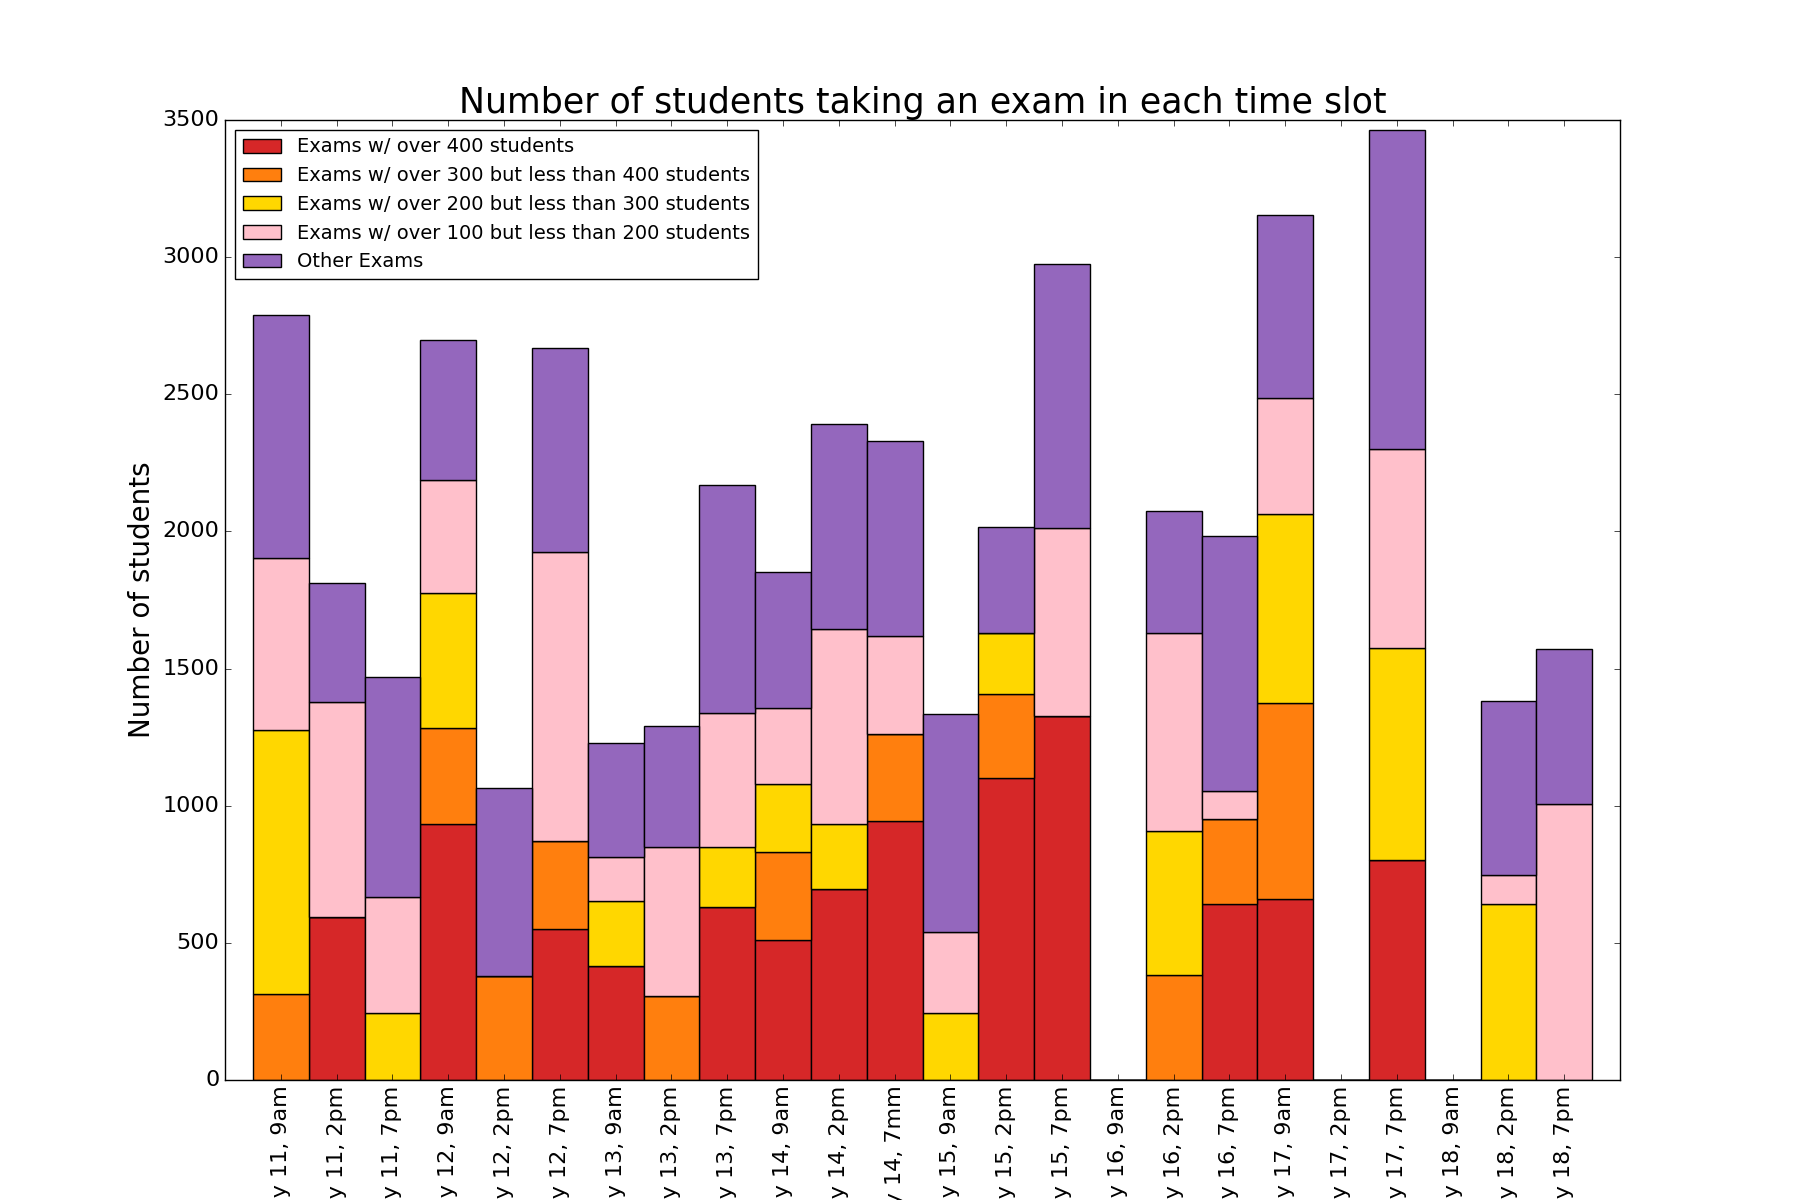 Number of students taking an exam in each time slot
Exams w/ over 400 students
Exams w/ over 300 but less than 400 students
Exams w/ over 200 but less than 300 students
Exams w/ over 100 but less than 200 students
Other Exams
Number of students
3500
3000
2500
2000
1500
1000
500
0
y 11, 9am
y 11, 2pm
y 11, 7pm
y 12, 9am
y 12, 2pm
y 12, 7pm
y 13, 9am
y 13, 2pm
y 13, 7pm
y 14, 9am
y 14, 2pm
y 14, 7mm
y 15, 9am
y 15, 2pm
y 15, 7pm
y 16, 9am
y 16, 2pm
y 16, 7pm
y 17, 9am
y 17, 2pm
y 17, 7pm
y 18, 9am
y 18, 2pm
y 18, 7pm